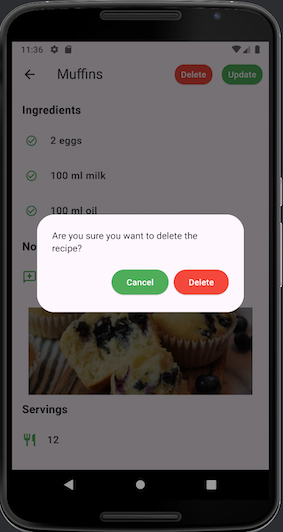 11:36
Muffins
Delete
Update
Ingredients
2 eggs
100 ml milk
100 ml oil
No
Are you sure you want to delete the
recipe?
Cancel
Delete
Servings
12